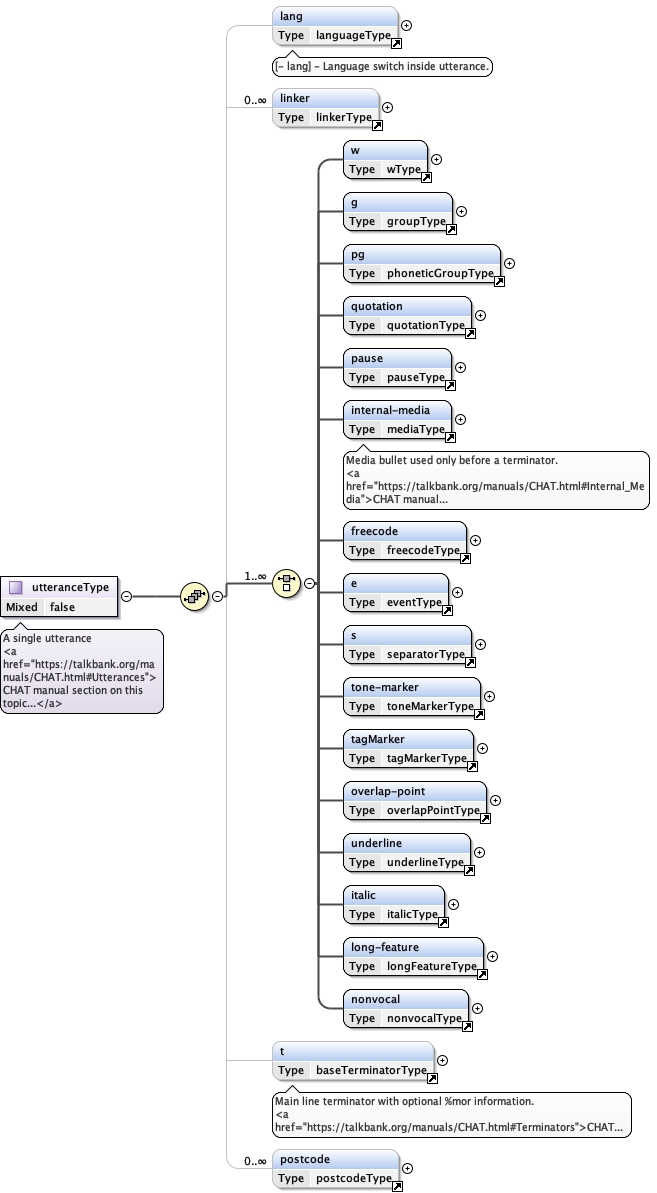 lang
Type languageType
[- lang] - Language switch inside utterance.
0..∞
linker
Type linkerType
w
Type wType
g
Type groupType
pg
Type phoneticGroupType
quotation
Type quotationType
pause
Type pauseType
internal-media
Type mediaType
Media bullet used only before a terminator.
<a
href="https://talkbank.org/manuals/CHAT.html#Internal_Me
dia">CHAT manual...
freecode
Type freecodeType
1..∞
utteranceType
Mixed false
A single utterance
<a
href="https://talkbank.org/ma
nuals/CHAT.html#Utterances">
CHAT manual section on this
topic...</a>
e
Type eventType
s
Type separatorType
tone-marker
Type toneMarkerType
tagMarker
Type tagMarkerType
overlap-point
Type overlapPointType
underline
Type underlineType
italic
Type italicType
long-feature
Type longFeatureType
nonvocal
Type nonvocalType
t
Type baseTerminatorType
Main line terminator with optional %mor information.
<a
href="https://talkbank.org/manuals/CHAT.html#Terminators">CHAT...
0..∞
postcode
Type postcodeType